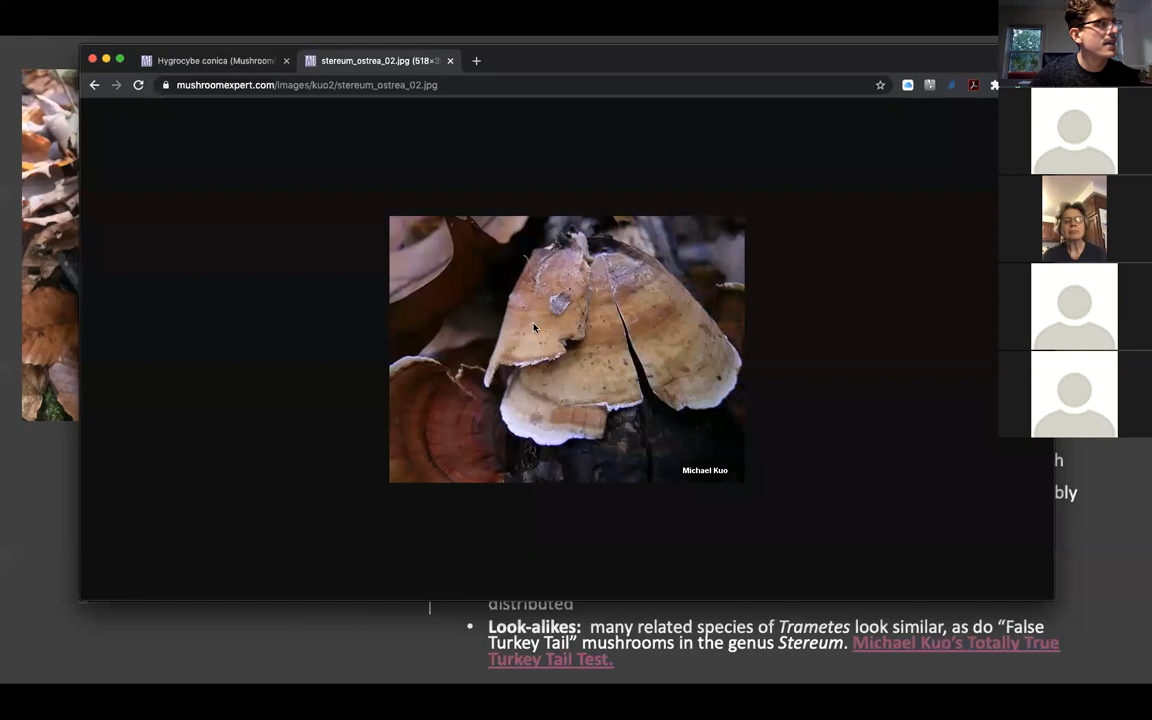 Hygrocybe conica (Mushroom
stereum_ostrea_02.jpg (518×3
mushroomexpert.com/images/kuo2/stereum_ostrea_02.jpg
Michael Kuo
h
bly
distributed
• Look-alikes: many related species of Trametes look similar, as do “False
Turkey Tail” mushrooms in the genus Stereum. Michael Kuo’s Totally True
Turkey Tail Test.